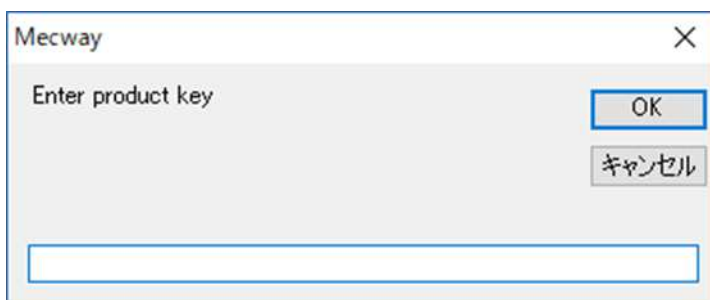 Mecway
Enter product key
OK
キャンセル